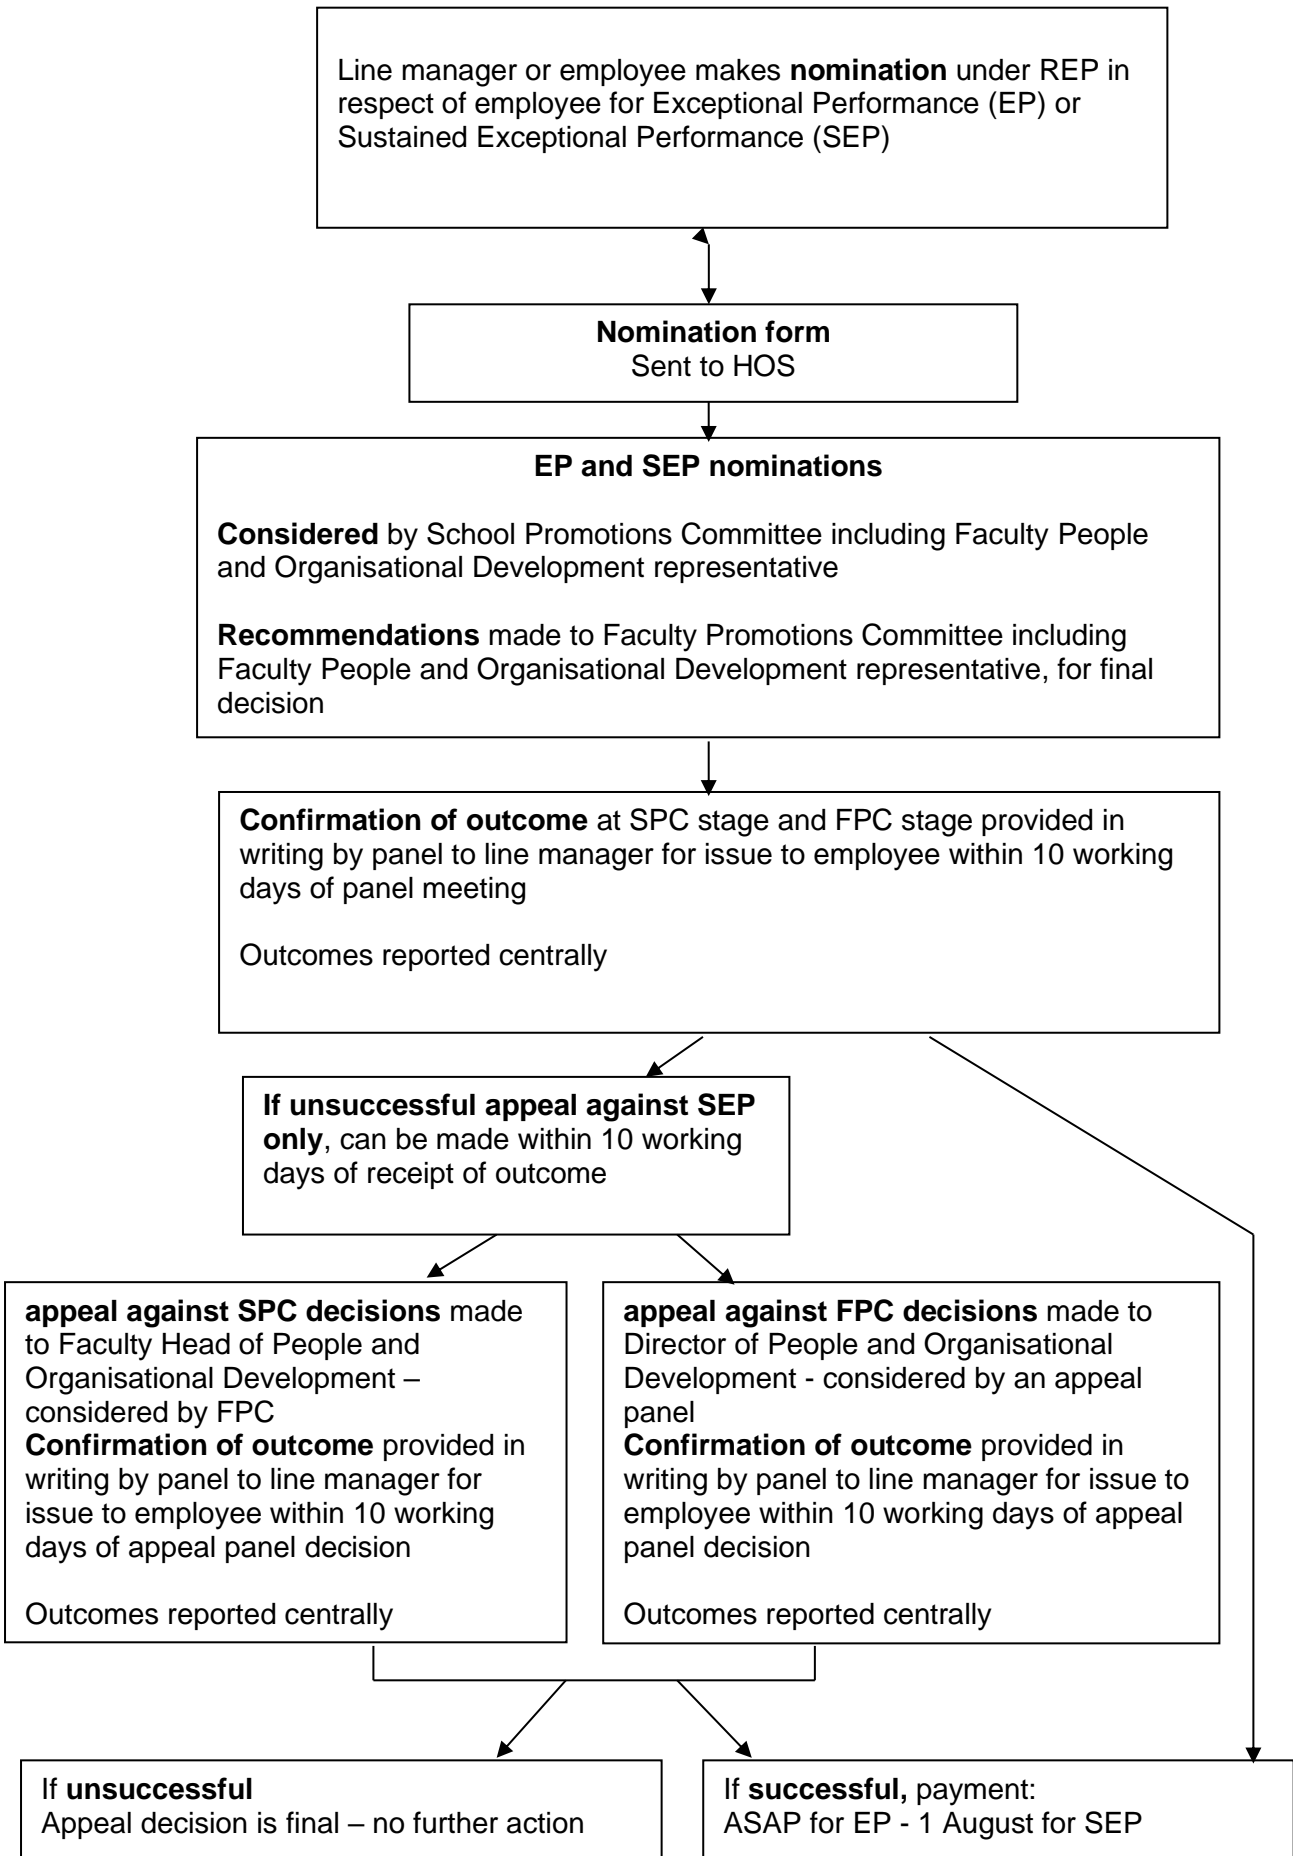 Line manager or employee makes nomination under REP in
respect of employee for Exceptional Performance (EP) or
Sustained Exceptional Performance (SEP)
Nomination form
Sent to HOS
EP and SEP nominations
Considered by School Promotions Committee including Faculty People
and Organisational Development representative
Recommendations made to Faculty Promotions Committee including
Faculty People and Organisational Development representative, for final
decision
Confirmation of outcome at SPC stage and FPC stage provided in
writing by panel to line manager for issue to employee within 10 working
days of panel meeting
Outcomes reported centrally
If unsuccessful appeal against SEP
only, can be made within 10 working
days of receipt of outcome
appeal against SPC decisions made
to Faculty Head of People and
Organisational Development –
considered by FPC
Confirmation of outcome provided in
writing by panel to line manager for
issue to employee within 10 working
days of appeal panel decision
Outcomes reported centrally
appeal against FPC decisions made to
Director of People and Organisational
Development - considered by an appeal
panel
Confirmation of outcome provided in
writing by panel to line manager for issue to
employee within 10 working days of appeal
panel decision
Outcomes reported centrally
If unsuccessful
Appeal decision is final – no further action
If successful, payment:
ASAP for EP - 1 August for SEP